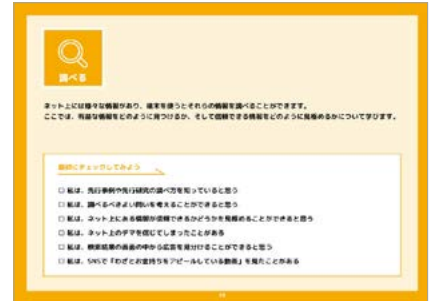 調べる
ネット上には様々な情報があり、端末を使うとそれらの情報を調べることができます。
ここでは、有益な情報をどのように見つけるか、そして信頼できる情報をどのように見極めるかについて学びます。
最初にチェックしてみよう
□ 私は、先行事例や先行研究の調べ方を知っていると思う
□ 私は、調べるべきよい問いを考えることができると思う
□ 私は、ネット上にある情報が信頼できるかどうかを見極めることができると思う
□ 私は、ネット上のデマを信じてしまったことがある
□ 私は、検索結果の画面の中から広告を見分けることができると思う
□ 私は、SNSで「わざとお金持ちをアピールしている動画」を見たことがある